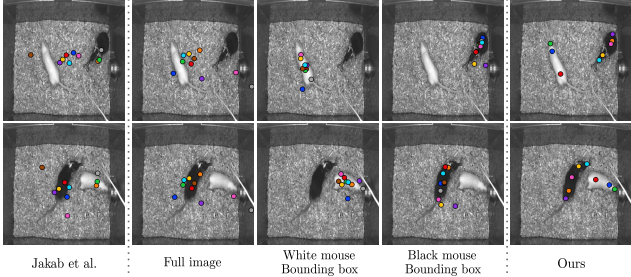 Jakab et al.
Full image
White mouse
Bounding box
Black mouse
Bounding box
Ours